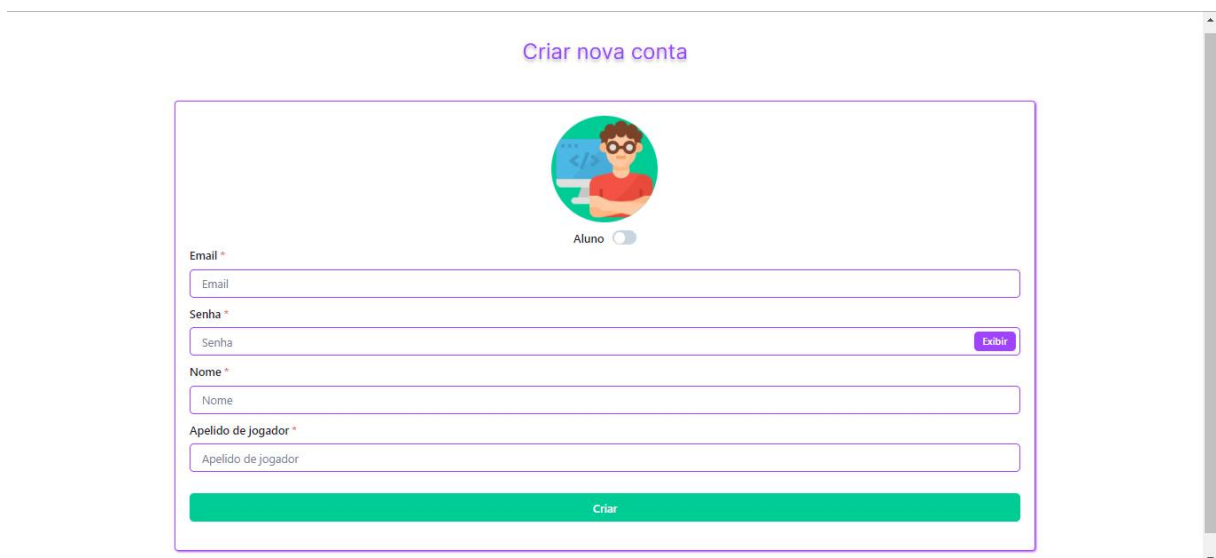 Criar nova conta
</>
Aluno
Email *
Email
Senha *
Senha Exibir
Nome *
Nome
Apelido de jogador *
Apelido de jogador
Criar